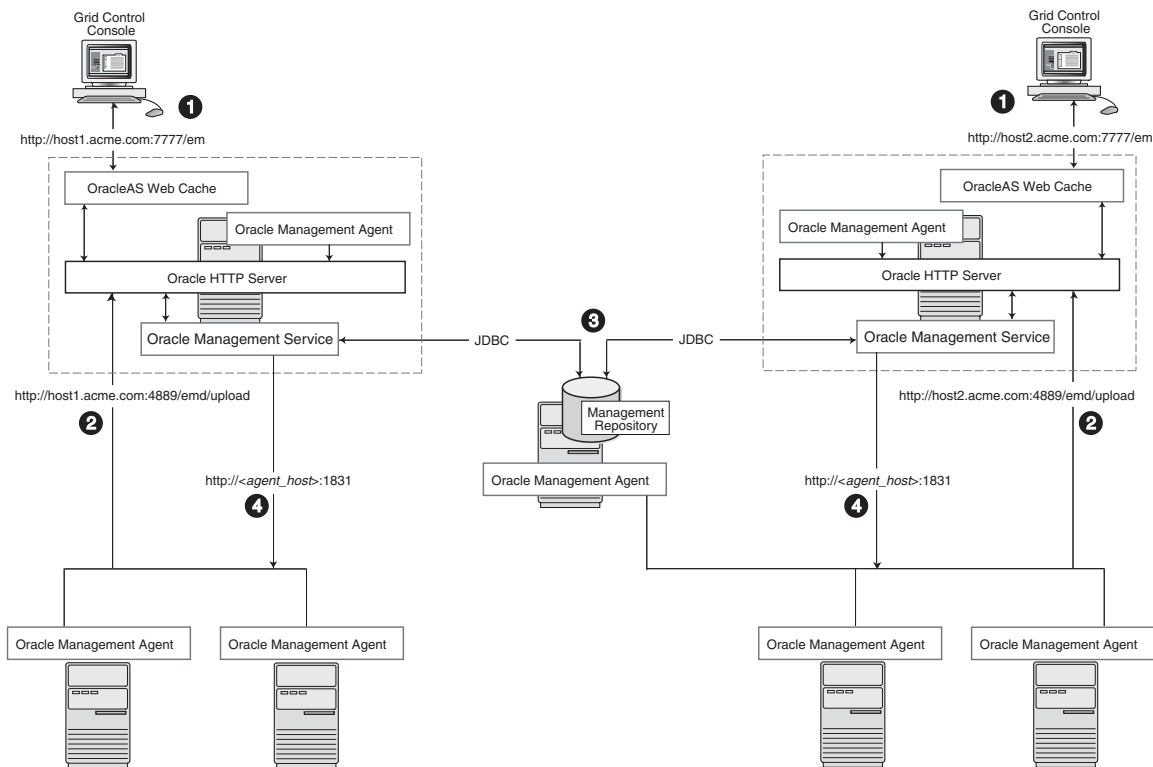 Grid Control
Console
1
http://host1.acme.com:7777/em
OracleAS Web Cache
Oracle Management Agent
Oracle HTTP Server
Oracle Management Service
http://host1.acme.com:4889/emd/upload
2
http://<agent_host>:1831
4
Oracle Management Agent
Oracle Management Agent
JDBC
3
JDBC
Management
Repository
Oracle Management Agent
Grid Control
Console
1
http://host2.acme.com:7777/em
OracleAS Web Cache
Oracle Management Agent
Oracle HTTP Server
Oracle Management Service
http://host2.acme.com:4889/emd/upload
2
http://<agent_host>:1831
4
Oracle Management Agent
Oracle Management Agent